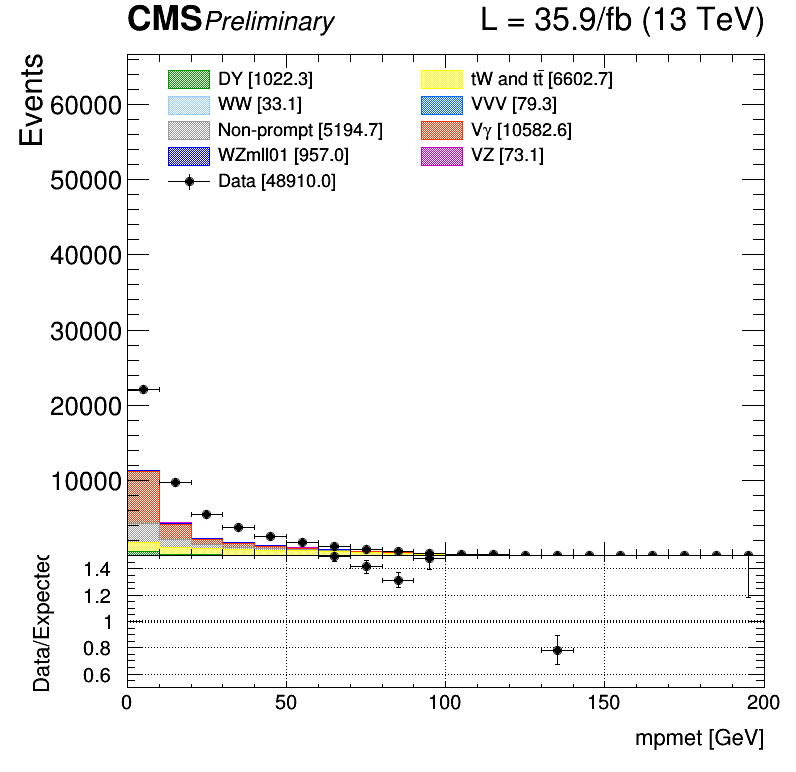 CMS Preliminary L = 35.9/fb (13 TeV)
Events
60000
50000
40000
30000
20000
10000
DY [1022.3]
WW [33.1]
Non-prompt [5194.7]
WZmll01 [957.0]
Data [48910.0]
tW and tt̄ [6602.7]
VVV [79.3]
Vγ [10582.6]
VZ [73.1]
Data/Expected
1.4
1.2
1
0.8
0.6
0 50 100 150 200
mpmet [GeV]